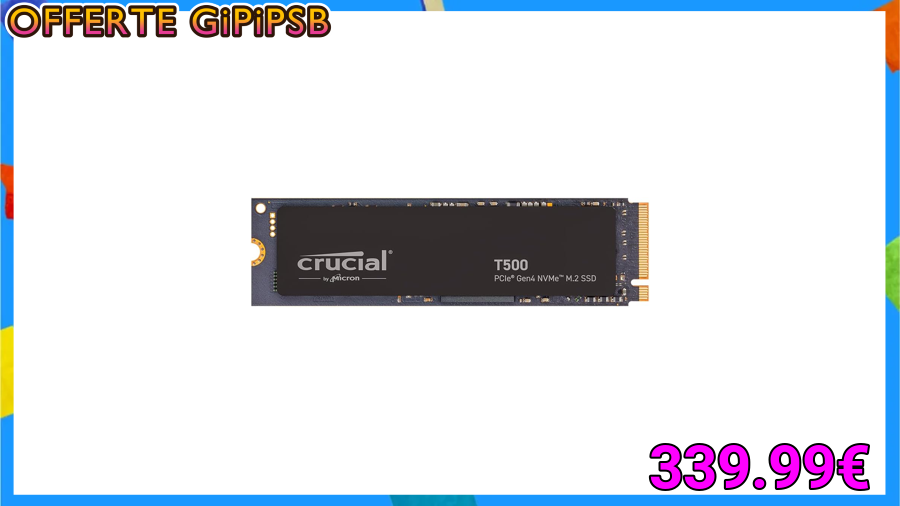 OFFERTE GiPiPSB
crucial®
by Micron
T500
PCIe® Gen4 NVMe™ M.2 SSD
339.99€